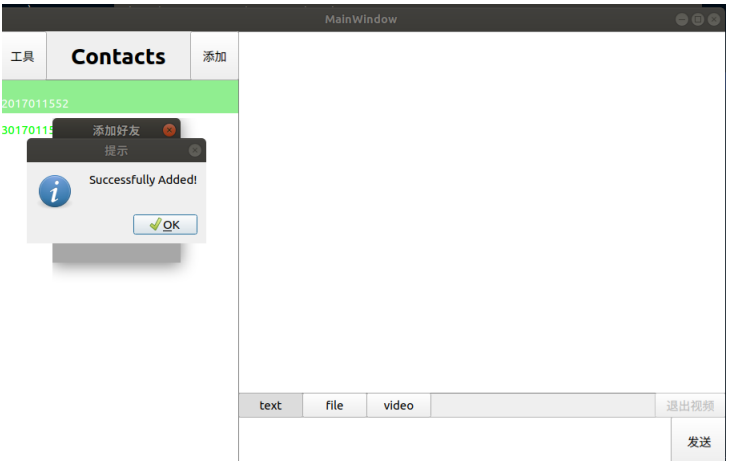 MainWindow
工具
Contacts
添加
2017011552
30170115
添加好友
提示
Successfully Added!
OK
text
file
video
退出视频
发送